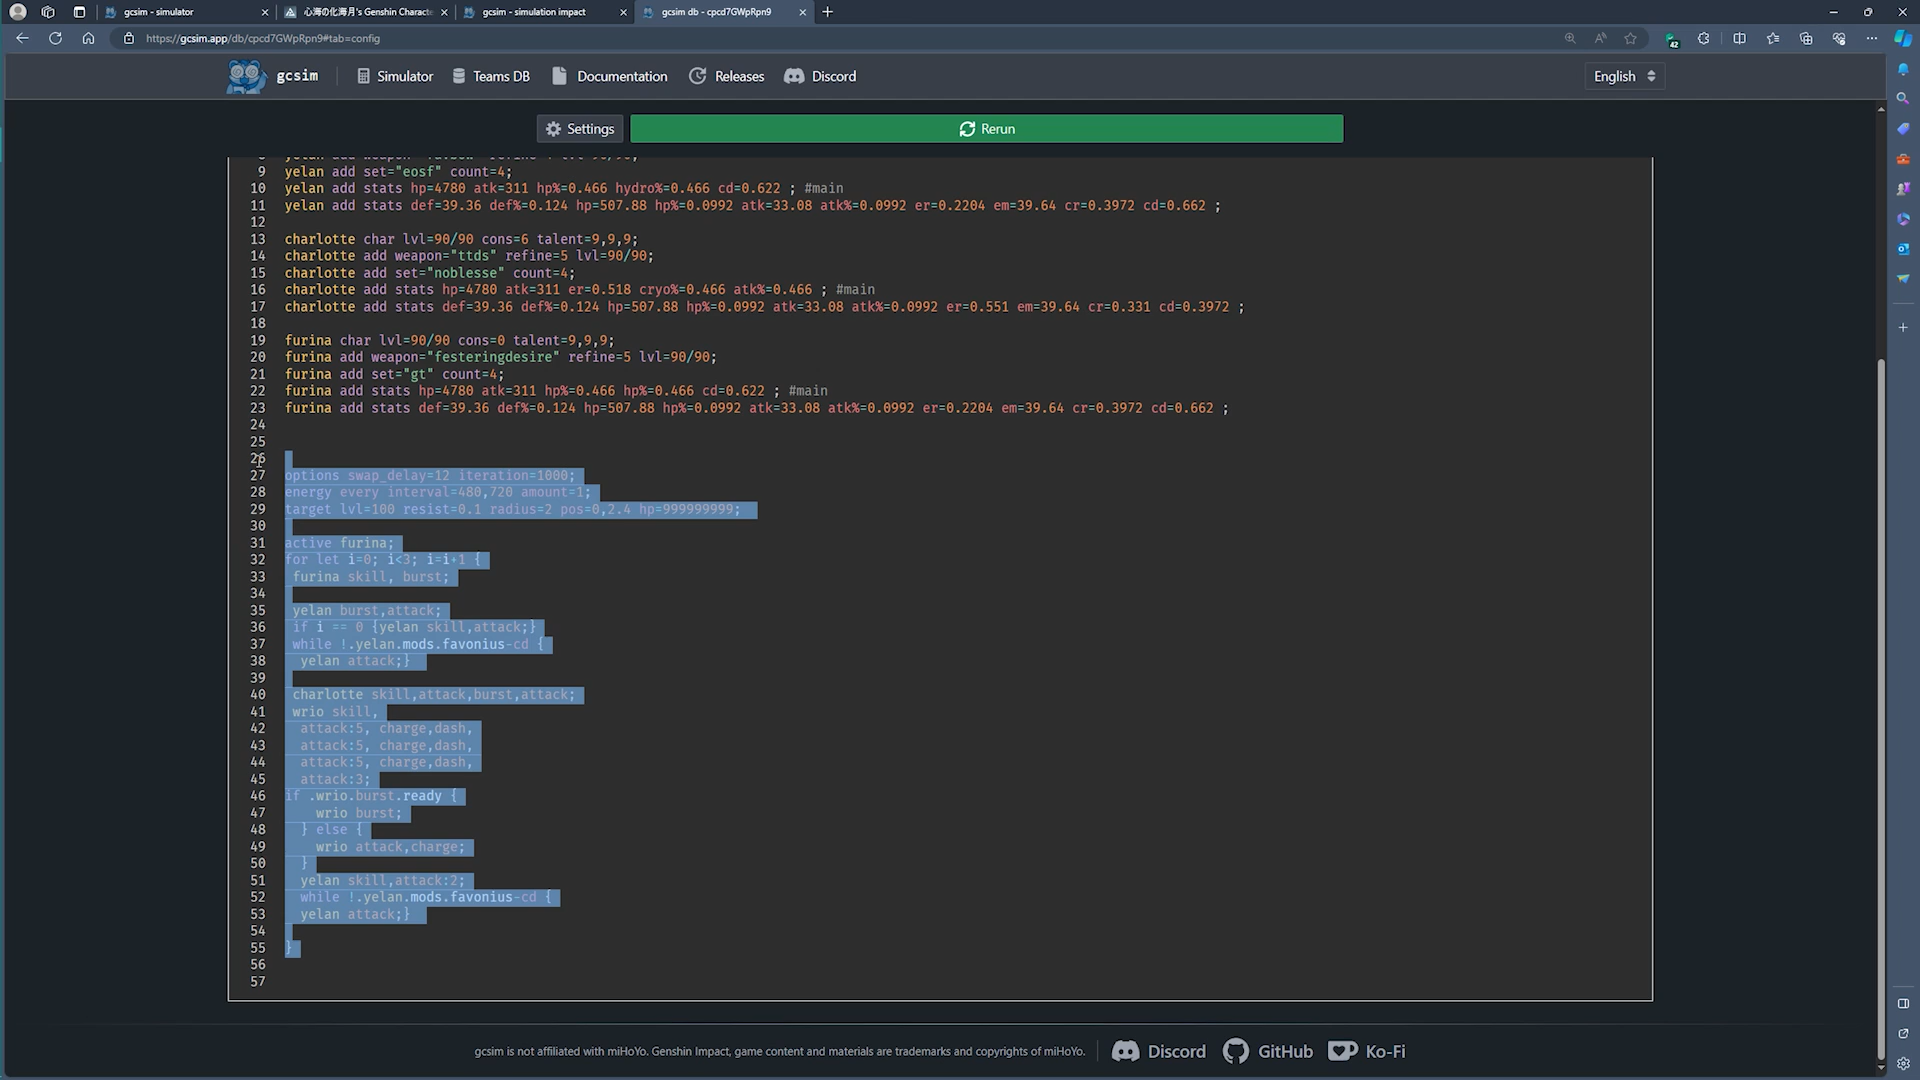 gcsim - simulator
心海の化海月's Genshin Characte
gcsim - simulation impact
gcsim db - cpcd7GWpRpn9
https://gcsim.app/db/cpcd7GWpRpn9#tab=config
42
gcsim
Simulator
Teams DB
Documentation
Releases
Discord
English
Settings
Rerun
9 yelan add set="eosf" count=4;
10 yelan add stats hp=4780 atk=311 hp%=0.466 hydro%=0.466 cd=0.622 ; #main
11 yelan add stats def=39.36 def%=0.124 hp=507.88 hp%=0.0992 atk=33.08 atk%=0.0992 er=0.2204 em=39.64 cr=0.3972 cd=0.662 ;
12
13 charlotte char lvl=90/90 cons=6 talent=9,9,9;
14 charlotte add weapon="ttds" refine=5 lvl=90/90;
15 charlotte add set="noblesse" count=4;
16 charlotte add stats hp=4780 atk=311 er=0.518 cryo%=0.466 atk%=0.466 ; #main
17 charlotte add stats def=39.36 def%=0.124 hp=507.88 hp%=0.0992 atk=33.08 atk%=0.0992 er=0.551 em=39.64 cr=0.331 cd=0.3972 ;
18
19 furina char lvl=90/90 cons=0 talent=9,9,9;
20 furina add weapon="festeringdesire" refine=5 lvl=90/90;
21 furina add set="gt" count=4;
22 furina add stats hp=4780 atk=311 hp%=0.466 hp%=0.466 cd=0.622 ; #main
23 furina add stats def=39.36 def%=0.124 hp=507.88 hp%=0.0992 atk=33.08 atk%=0.0992 er=0.2204 em=39.64 cr=0.3972 cd=0.662 ;
24
25
26
27 options swap_delay=12 iteration=1000;
28 energy every interval=480,720 amount=1;
29 target lvl=100 resist=0.1 radius=2 pos=0,2.4 hp=999999999;
30
31 active furina;
32 for let i=0; i<3; i=i+1 {
33 furina skill, burst;
34
35 yelan burst,attack;
36 if i == 0 {yelan skill,attack;}
37 while !.yelan.mods.favonius-cd {
38 yelan attack;}
39
40 charlotte skill,attack,burst,attack;
41 wrio skill,
42 attack:5, charge,dash,
43 attack:5, charge,dash,
44 attack:5, charge,dash,
45 attack:3;
46 if .wrio.burst.ready {
47 wrio burst;
48 } else {
49 wrio attack,charge;
50 }
51 yelan skill,attack:2;
52 while !.yelan.mods.favonius-cd {
53 yelan attack;}
54
55 }
56
57
gcsim is not affiliated with miHoYo. Genshin Impact, game content and materials are trademarks and copyrights of miHoYo.
Discord
GitHub
Ko-Fi